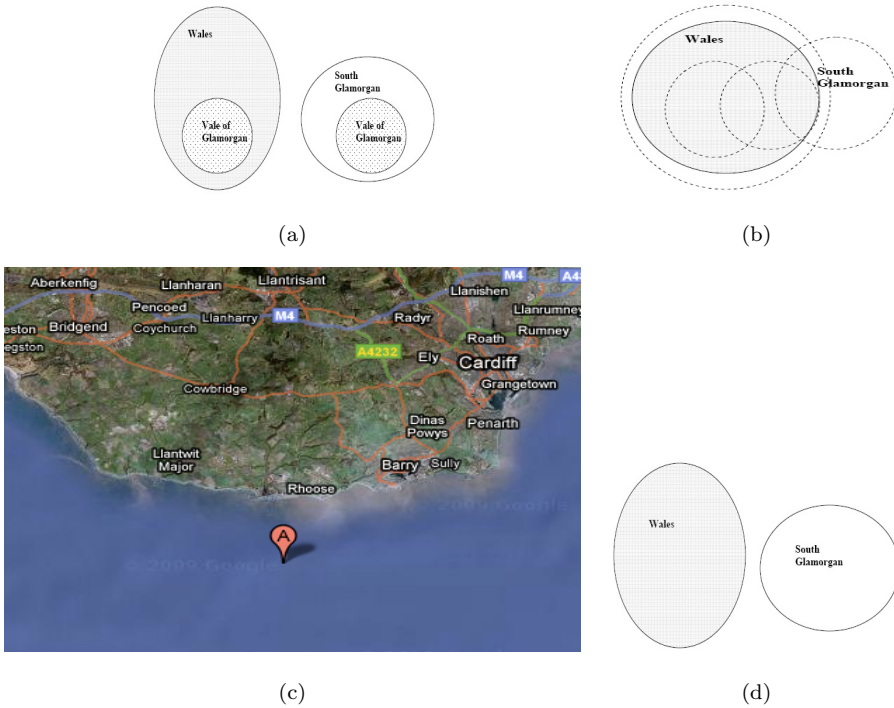 Wales
Vale of
Glamorgan
South
Glamorgan
Vale of
Glamorgan
(a)
Wales
South
Glamorgan
(b)
Aberkenfig
Llanharan
Llantrisant
M4
Llanishen
Pencoed
Llanharry
M4
Radyr
Llanrumney
Bridgend
Coychurch
Rumney
Roath
A4232
Ely
Cardiff
Grangetown
Cowbridge
Dinas
Powys
Penarth
Llantwit
Major
Barry
Sully
Rhoose
© 2009 Google
A
© 2009 Google
(c)
Wales
South
Glamorgan
(d)